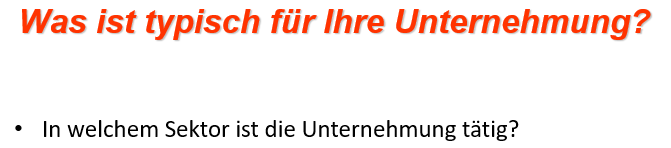 Was ist typisch für Ihre Unternehmung?
• In welchem Sektor ist die Unternehmung tätig?